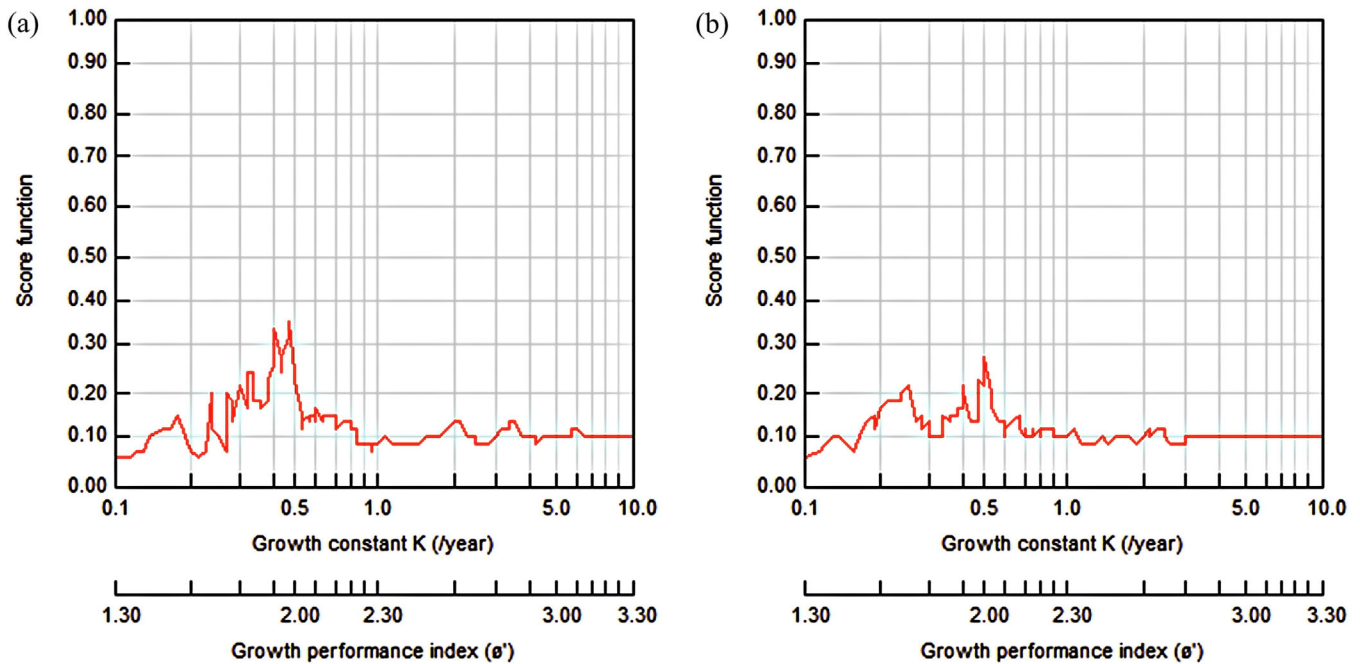 (a)
Score function
1.00
0.90
0.80
0.70
0.60
0.50
0.40
0.30
0.20
0.10
0.00
0.1 0.5 1.0 5.0 10.0
Growth constant K (/year)
1.30 2.00 2.30 3.00 3.30
Growth performance index (ø')
(b)
Score function
1.00
0.90
0.80
0.70
0.60
0.50
0.40
0.30
0.20
0.10
0.00
0.1 0.5 1.0 5.0 10.0
Growth constant K (/year)
1.30 2.00 2.30 3.00 3.30
Growth performance index (ø')